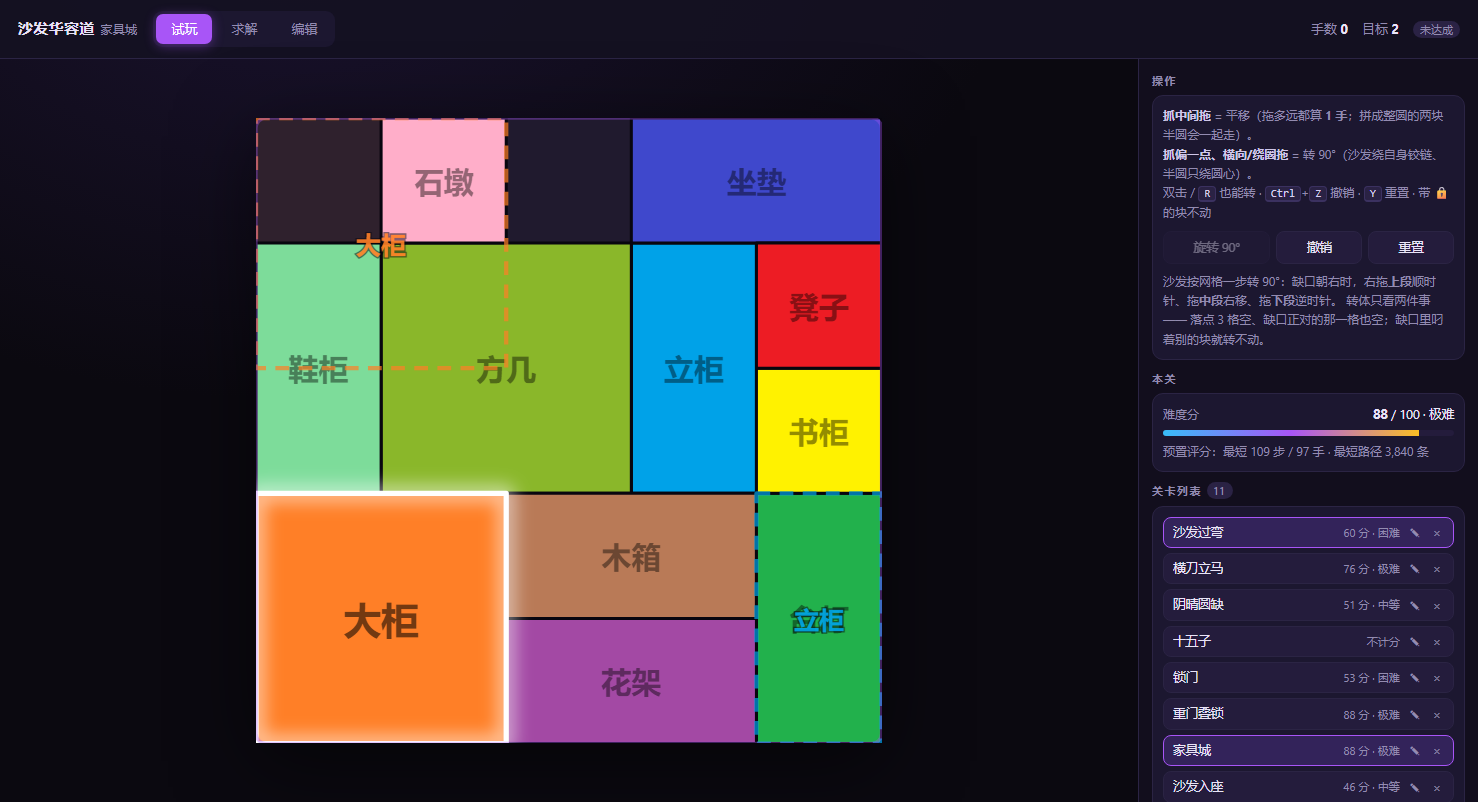 沙发华容道 家具城 试玩 求解 编辑 手数 0 目标 2 未达成
石墩 坐垫
大柜
鞋柜 方几 立柜 凳子
书柜
大柜 木箱 立柜
花架
操作
抓中间拖 = 平移（拖多远都算 1 手；拼成整圆的两块
半圆会一起走）。
抓偏一点、横向/绕圆拖 = 转 90°（沙发绕自身铰链、
半圆只绕圆心）。
双击 / R 也能转 · Ctrl + Z 撤销 · Y 重置 · 带 🔒
的块不动
旋转 90° 撤销 重置
沙发按网格一步转 90°：缺口朝右时，右拖上段顺时
针、拖中段右移、拖下段逆时针。 转体只看两件事
—— 落点 3 格空、缺口正对的那一格也空；缺口里叼
着别的块就转不动。
本关
难度分 88 / 100 · 极难
预置评分：最短 109 步 / 97 手 · 最短路径 3,840 条
关卡列表 11
沙发过弯 60 分 · 困难
横刀立马 76 分 · 极难
阴晴圆缺 51 分 · 中等
十五子 不计分
锁门 53 分 · 困难
重门叠锁 88 分 · 极难
家具城 88 分 · 极难
沙发入座 46 分 · 中等